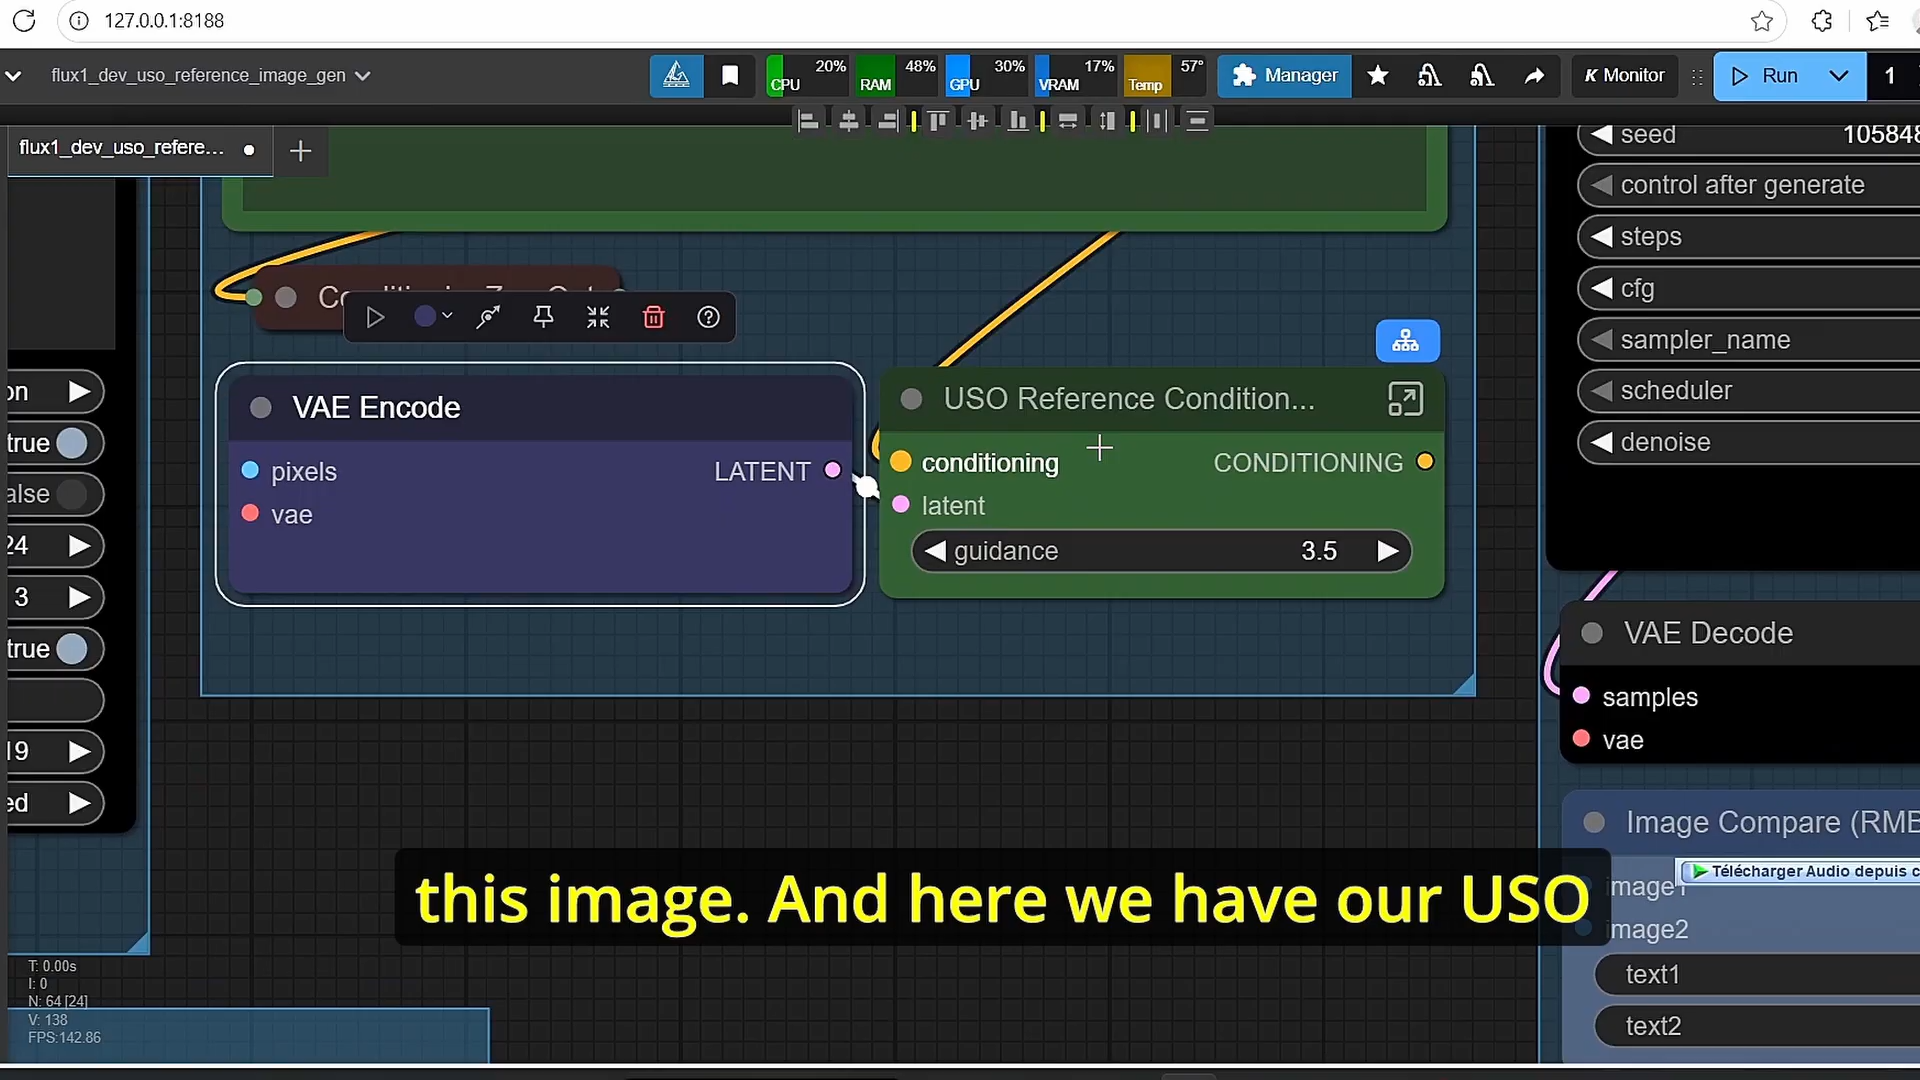 127.0.0.1:8188
flux1_dev_uso_reference_image_gen
CPU 20%
RAM 48%
GPU 30%
VRAM 17%
Temp 57°
Manager
K Monitor
Run
1
flux1_dev_uso_refere...
seed 105848
control after generate
steps
cfg
sampler_name
scheduler
denoise
on
true
alse
24
3
true
19
ed
VAE Encode
pixels
LATENT
vae
USO Reference Condition...
conditioning
CONDITIONING
latent
guidance 3.5
VAE Decode
samples
vae
Image Compare (RMB
Télécharger Audio depuis c
image1
image2
text1
text2
this image. And here we have our USO
T: 0.00s
I: 0
N: 64 [24]
V: 138
FPS:142.86